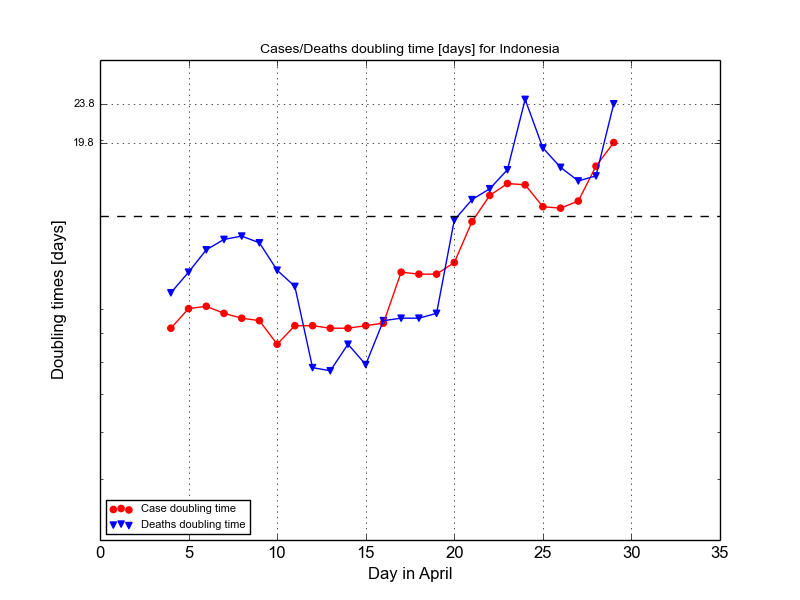 Cases/Deaths doubling time [days] for Indonesia
23.8
19.8
Doubling times [days]
Case doubling time
Deaths doubling time
0 5 10 15 20 25 30 35
Day in April